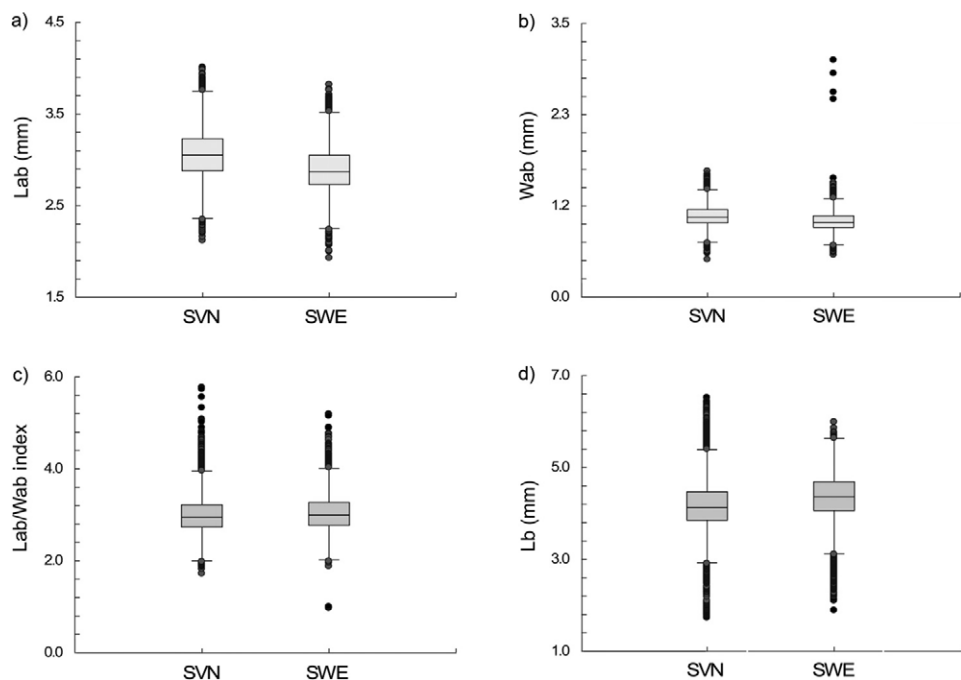 a)
Lab (mm)
4.5
3.5
2.5
1.5
SVN SWE
b)
Wab (mm)
3.5
2.3
1.2
0.0
SVN SWE
c)
Lab/Wab index
6.0
4.0
2.0
0.0
SVN SWE
d)
Lb (mm)
7.0
5.0
3.0
1.0
SVN SWE